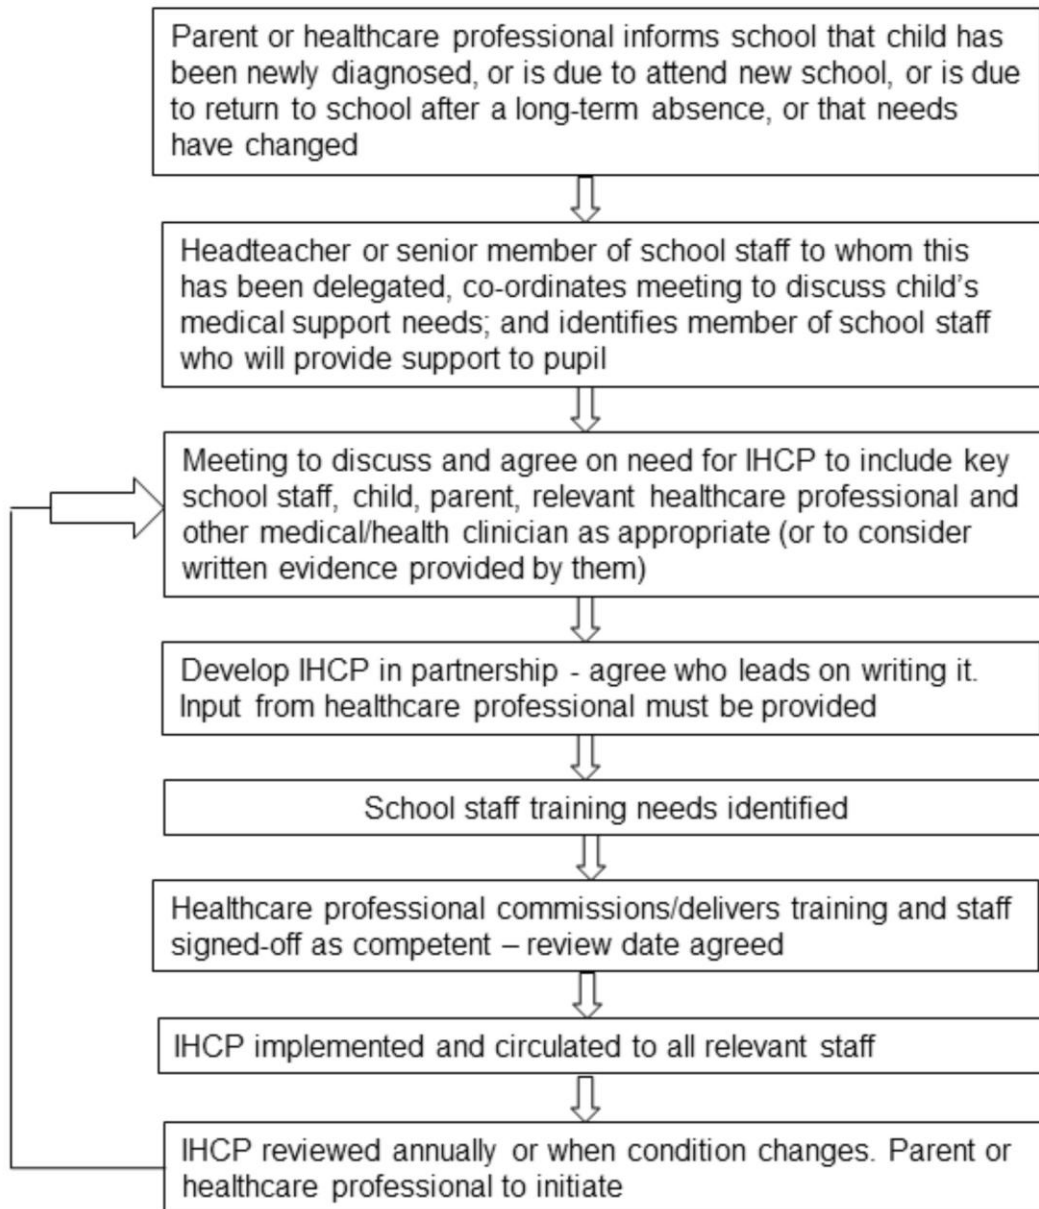 Parent or healthcare professional informs school that child has
been newly diagnosed, or is due to attend new school, or is due
to return to school after a long-term absence, or that needs
have changed
Headteacher or senior member of school staff to whom this
has been delegated, co-ordinates meeting to discuss child's
medical support needs; and identifies member of school staff
who will provide support to pupil
Meeting to discuss and agree on need for IHCP to include key
school staff, child, parent, relevant healthcare professional and
other medical/health clinician as appropriate (or to consider
written evidence provided by them)
Develop IHCP in partnership - agree who leads on writing it.
Input from healthcare professional must be provided
School staff training needs identified
Healthcare professional commissions/delivers training and staff
signed-off as competent – review date agreed
IHCP implemented and circulated to all relevant staff
IHCP reviewed annually or when condition changes. Parent or
healthcare professional to initiate